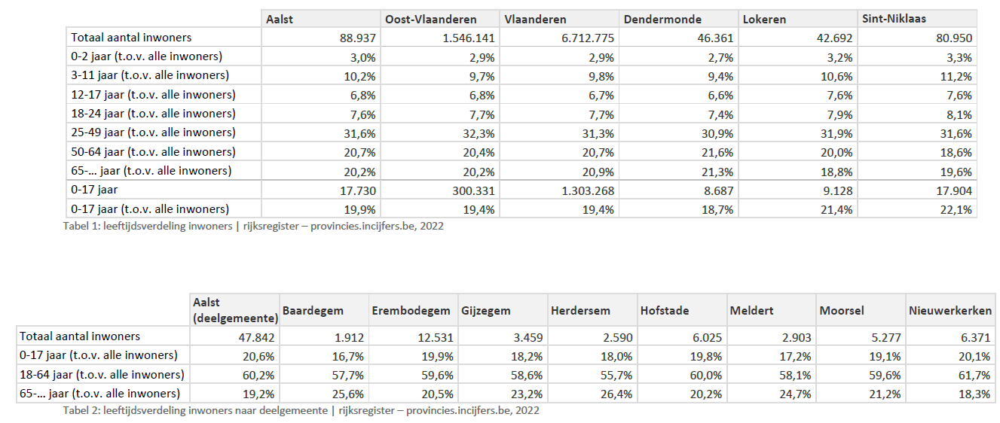 Aalst Oost-Vlaanderen Vlaanderen Dendermonde Lokeren Sint-Niklaas
Totaal aantal inwoners 88.937 1.546.141 6.712.775 46.361 42.692 80.950
0-2 jaar (t.o.v. alle inwoners) 3,0% 2,9% 2,9% 2,7% 3,2% 3,3%
3-11 jaar (t.o.v. alle inwoners) 10,2% 9,7% 9,8% 9,4% 10,6% 11,2%
12-17 jaar (t.o.v. alle inwoners) 6,8% 6,8% 6,7% 6,6% 7,6% 7,6%
18-24 jaar (t.o.v. alle inwoners) 7,6% 7,7% 7,7% 7,4% 7,9% 8,1%
25-49 jaar (t.o.v. alle inwoners) 31,6% 32,3% 31,3% 30,9% 31,9% 31,6%
50-64 jaar (t.o.v. alle inwoners) 20,7% 20,4% 20,7% 21,6% 20,0% 18,6%
65-… jaar (t.o.v. alle inwoners) 20,2% 20,2% 20,9% 21,3% 18,8% 19,6%
0-17 jaar 17.730 300.331 1.303.268 8.687 9.128 17.904
0-17 jaar (t.o.v. alle inwoners) 19,9% 19,4% 19,4% 18,7% 21,4% 22,1%
Tabel 1: leeftijdsverdeling inwoners | rijksregister – provincies.incijfers.be, 2022
Aalst
(deelgemeente) Baardegem Erembodegem Gijzegem Herdersem Hofstade Meldert Moorsel Nieuwerkerken
Totaal aantal inwoners 47.842 1.912 12.531 3.459 2.590 6.025 2.903 5.277 6.371
0-17 jaar (t.o.v. alle inwoners) 20,6% 16,7% 19,9% 18,2% 18,0% 19,8% 17,2% 19,1% 20,1%
18-64 jaar (t.o.v. alle inwoners) 60,2% 57,7% 59,6% 58,6% 55,7% 60,0% 58,1% 59,6% 61,7%
65-… jaar (t.o.v. alle inwoners) 19,2% 25,6% 20,5% 23,2% 26,4% 20,2% 24,7% 21,2% 18,3%
Tabel 2: leeftijdsverdeling inwoners naar deelgemeente | rijksregister – provincies.incijfers.be, 2022